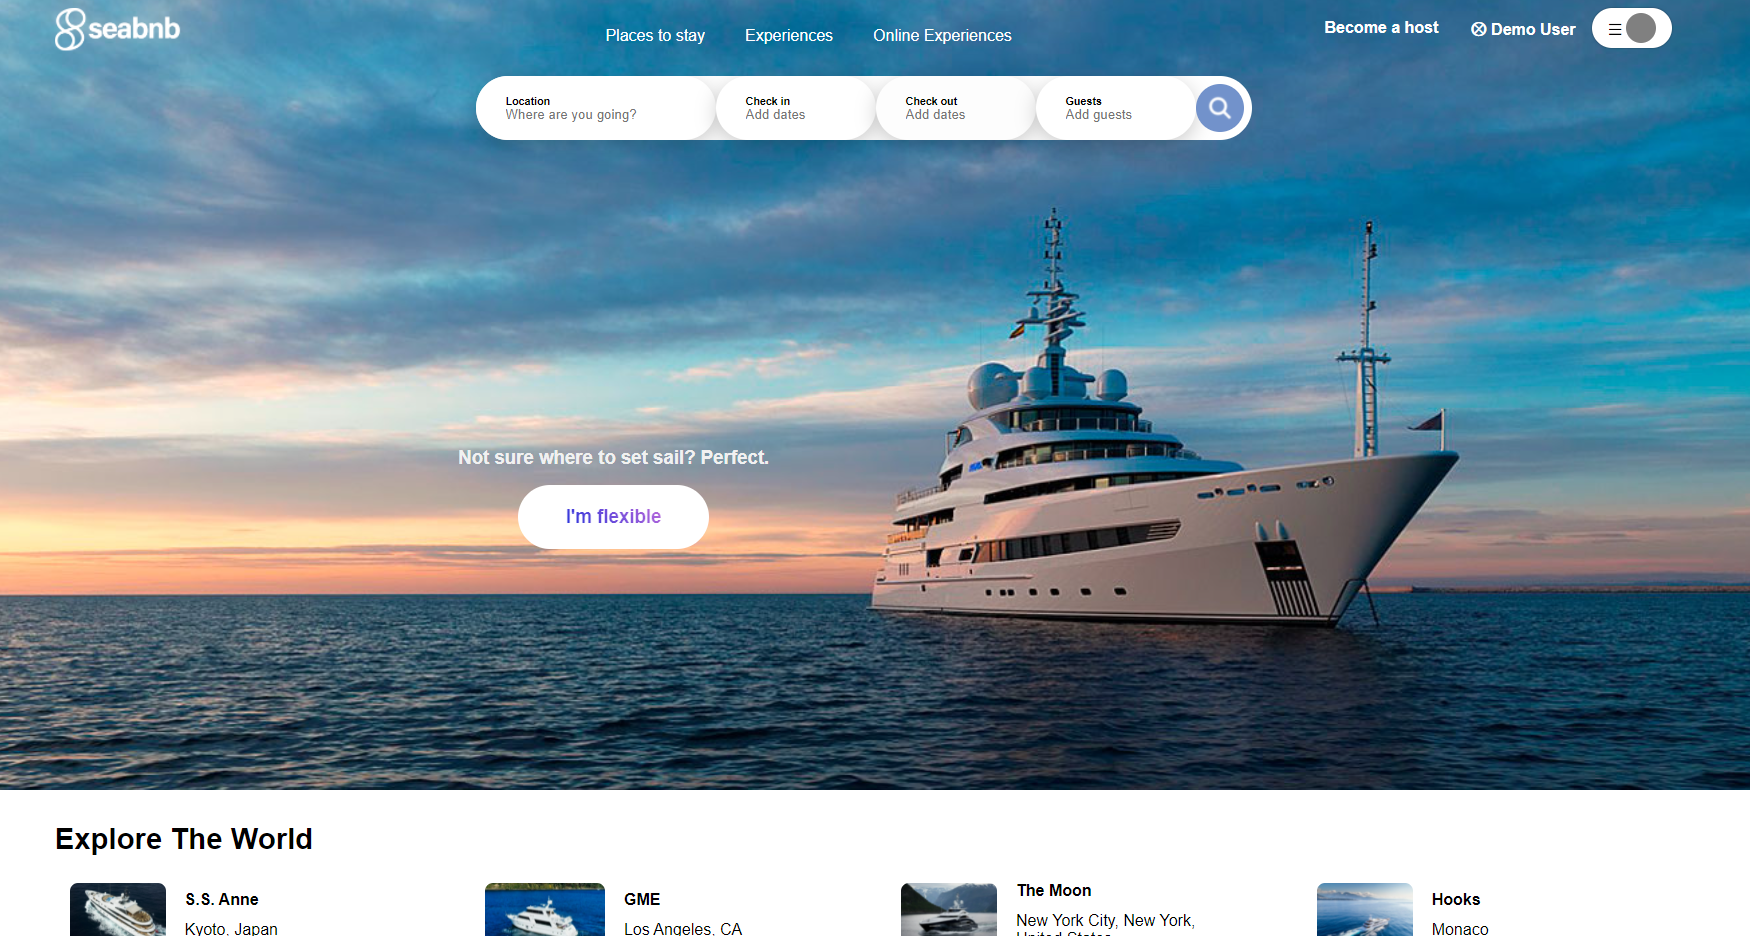 seabnb
Places to stay
Experiences
Online Experiences
Become a host
Demo User
Location
Where are you going?
Check in
Add dates
Check out
Add dates
Guests
Add guests
Not sure where to set sail? Perfect.
I'm flexible
Explore The World
S.S. Anne
Kyoto, Japan
GME
Los Angeles, CA
The Moon
New York City, New York,
United States
Hooks
Monaco